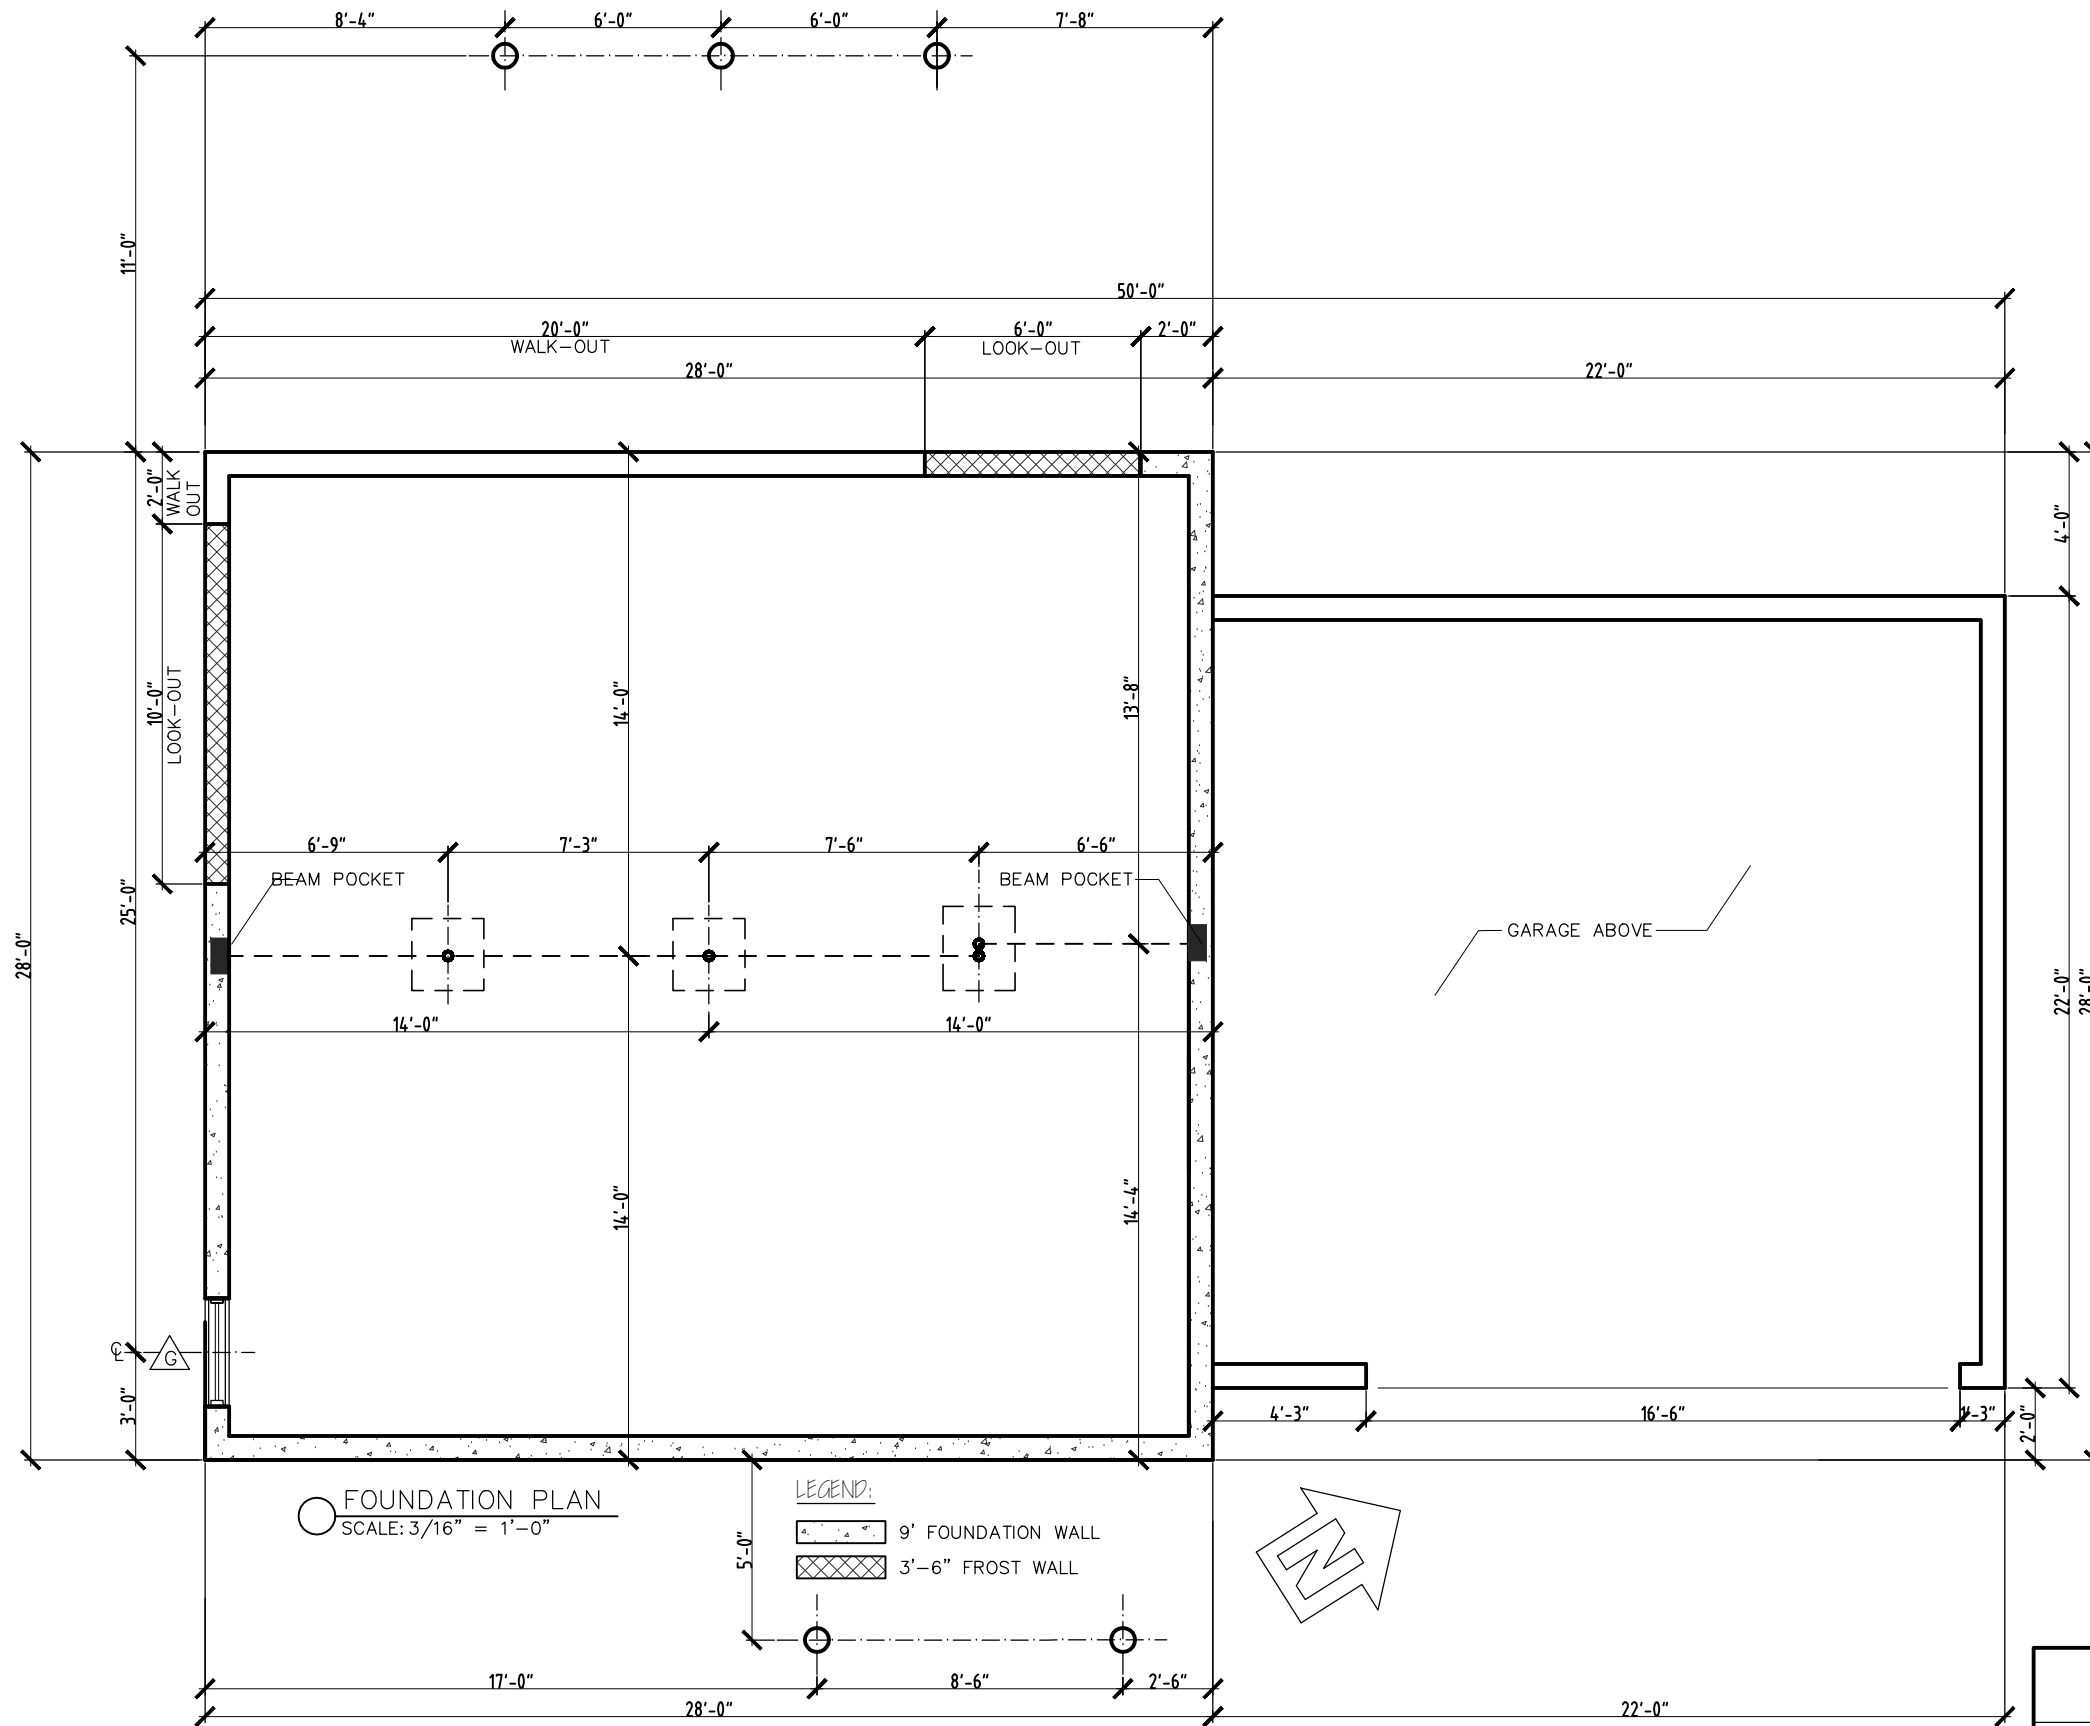 8'-4" 6'-0" 6'-0" 7'-8"
11'-0"
50'-0"
20'-0" 6'-0" 2'-0"
WALK-OUT LOOK-OUT
28'-0" 22'-0"
2'-0"
WALK
OUT
4'-0"
10'-0"
LOOK-OUT
14'-0"
13'-8"
6'-9" 7'-3" 7'-6" 6'-6"
BEAM POCKET BEAM POCKET
25'-0"
28'-0"
GARAGE ABOVE
22'-0"
28'-0"
14'-0" 14'-0"
14'-0"
14'-4"
CL G
3'-0"
4'-3" 16'-6" 1'-3"
2'-0"
FOUNDATION PLAN
SCALE: 3/16" = 1'-0"
LEGEND:
9' FOUNDATION WALL
3'-6" FROST WALL
5'-0"
N
17'-0" 8'-6" 2'-6"
28'-0" 22'-0"